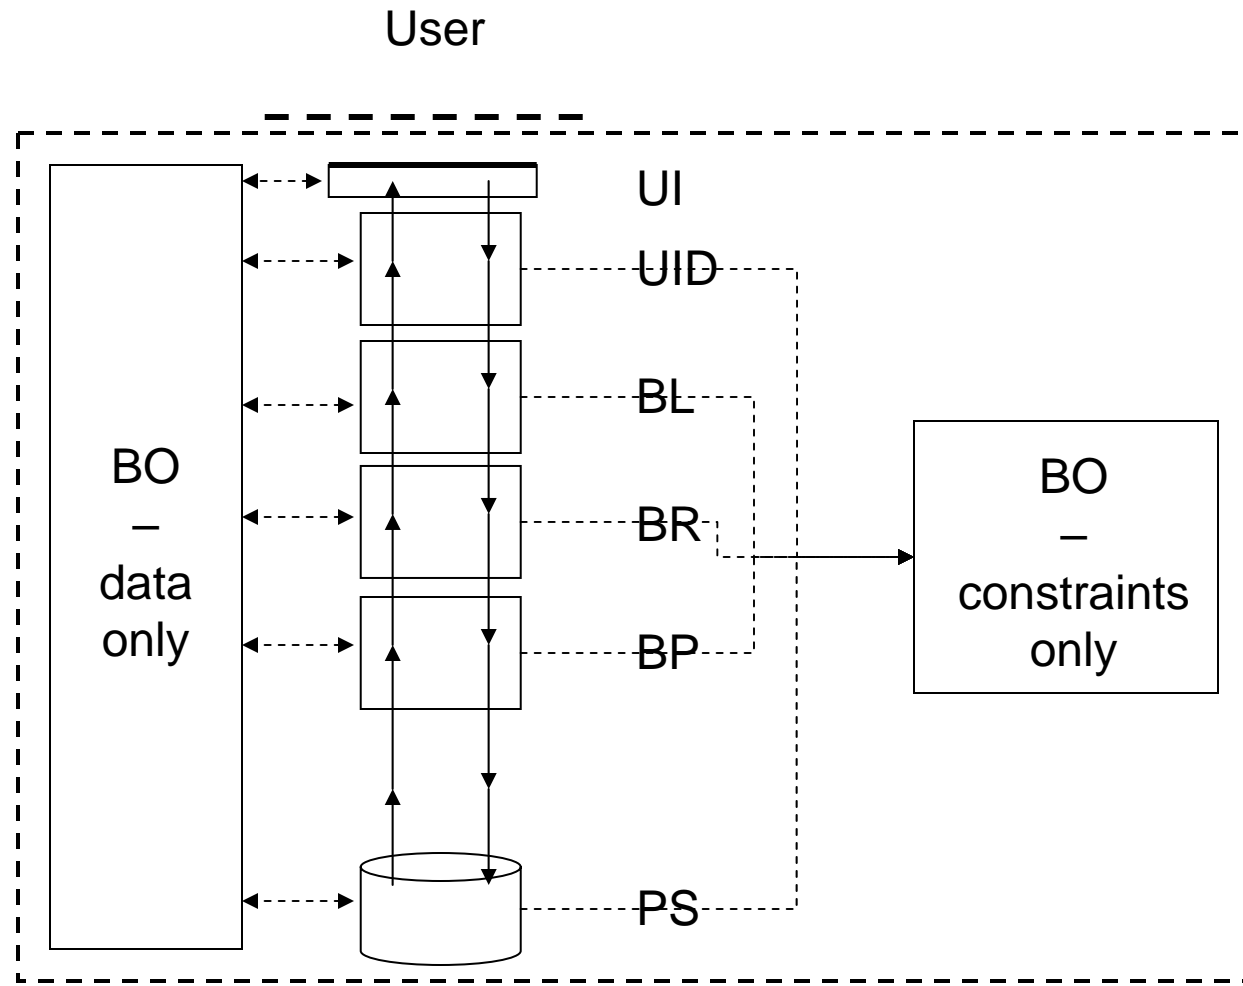 User
UI
UID
BL
BR
BP
PS
BO
–
data
only
BO
–
constraints
only